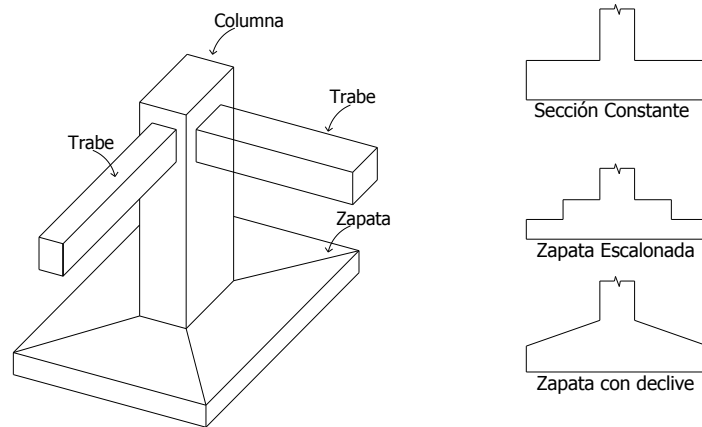 Columna
Trabe
Trabe
Zapata
Sección Constante
Zapata Escalonada
Zapata con declive